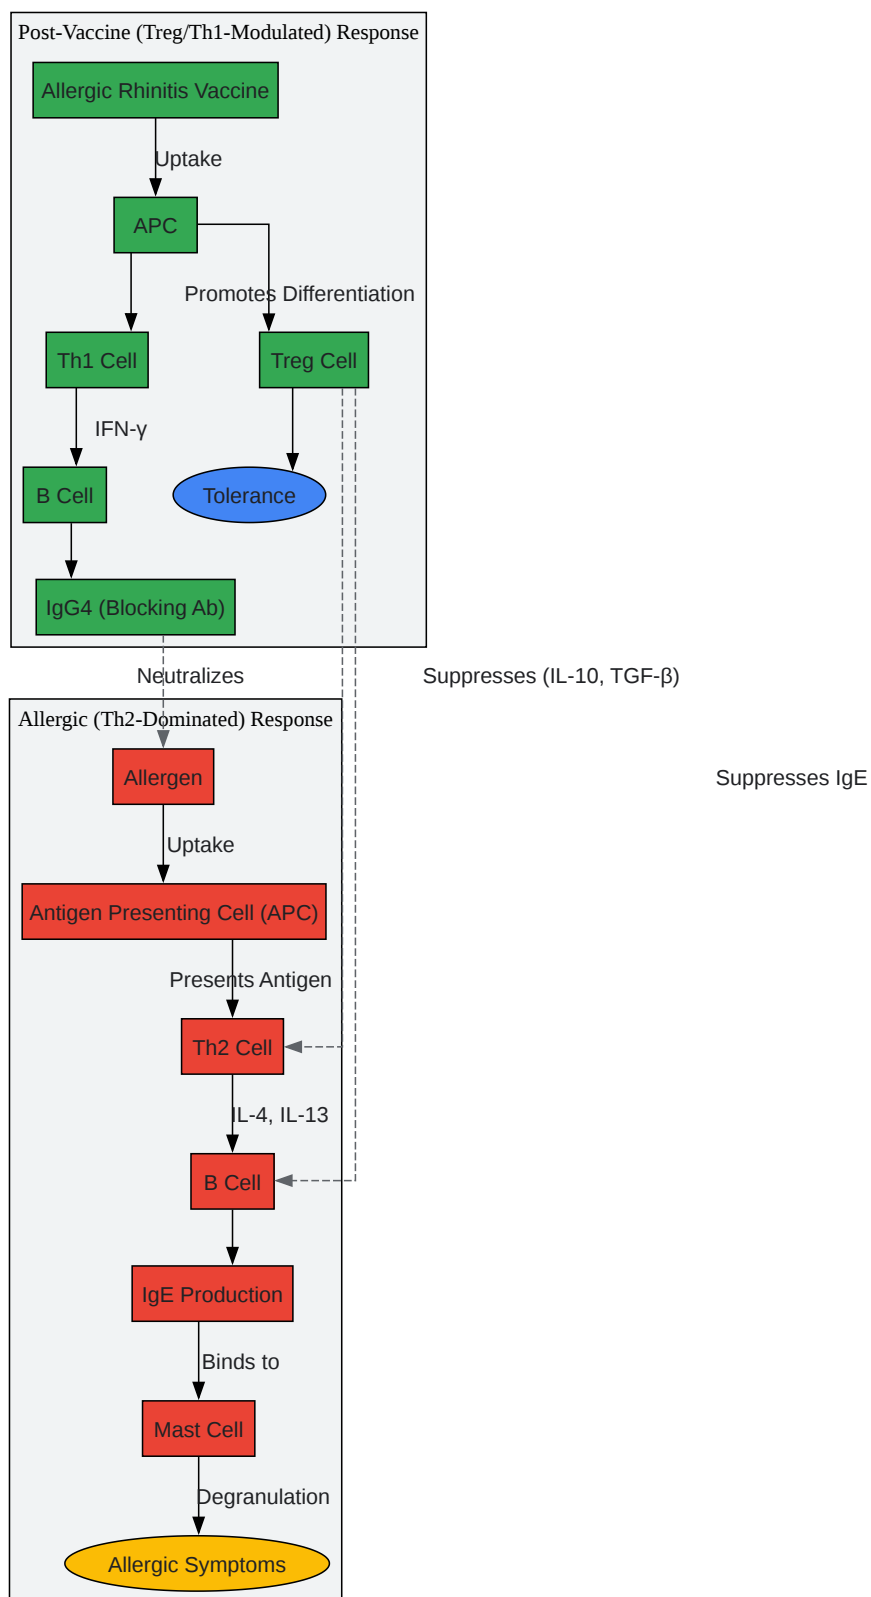 Post-Vaccine (Treg/Th1-Modulated) Response
Allergic Rhinitis Vaccine
Uptake
APC
Promotes Differentiation
Th1 Cell
Treg Cell
IFN-γ
B Cell
Tolerance
IgG4 (Blocking Ab)
Neutralizes
Suppresses (IL-10, TGF-β)
Allergic (Th2-Dominated) Response
Allergen
Suppresses IgE
Uptake
Antigen Presenting Cell (APC)
Presents Antigen
Th2 Cell
IL-4, IL-13
B Cell
IgE Production
Binds to
Mast Cell
Degranulation
Allergic Symptoms